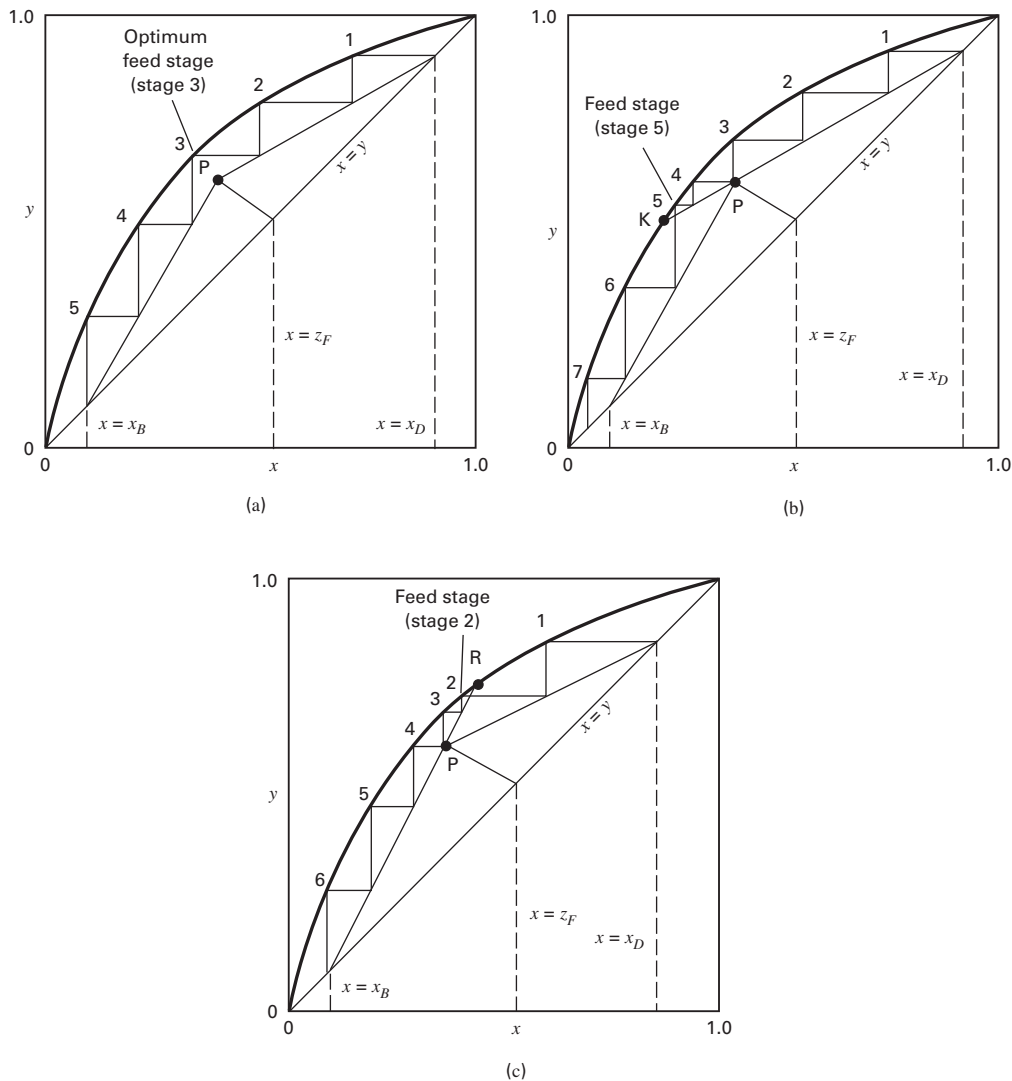 1.0
Optimum
feed stage
(stage 3)
1
2
3
P
4
5
y
x = y
x = z_F
x = x_B
x = x_D
0
0
x
1.0
(a)
1.0
Feed stage
(stage 5)
1
2
3
4
5
K
P
6
7
y
x = y
x = z_F
x = x_D
x = x_B
0
0
x
1.0
(b)
1.0
Feed stage
(stage 2)
1
R
2
3
4
P
5
6
y
x = y
x = z_F
x = x_D
x = x_B
0
0
x
1.0
(c)